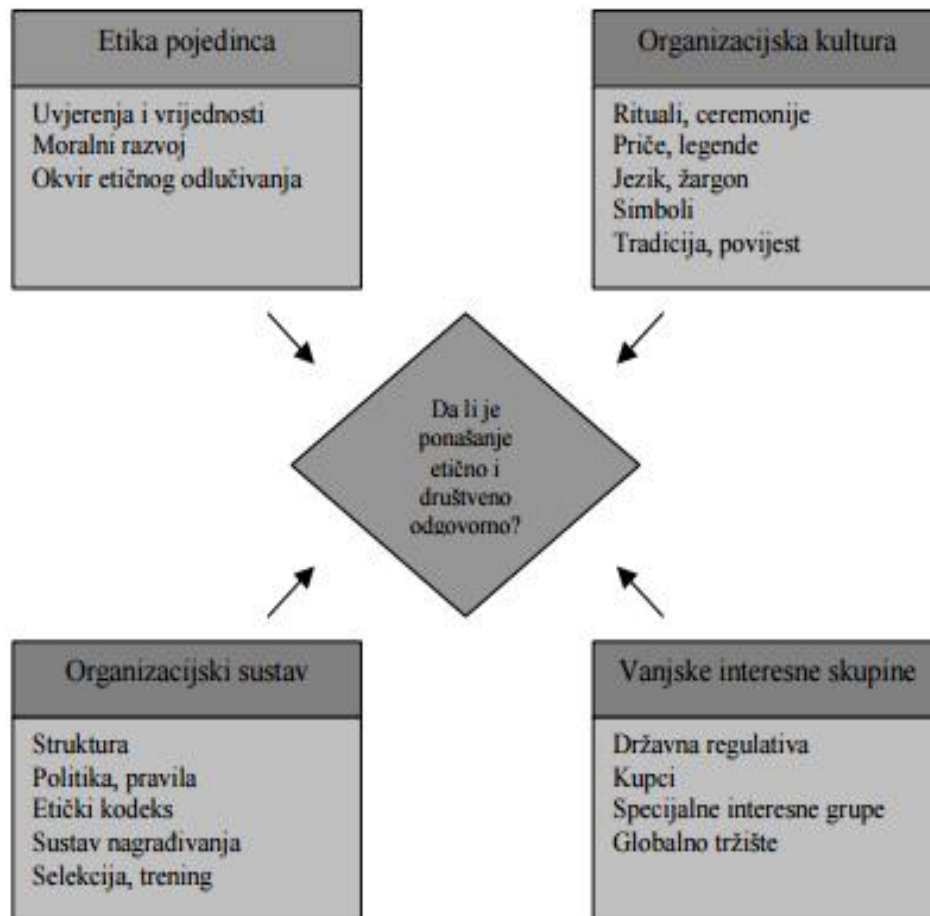 Etika pojedinca
Uvjerenja i vrijednosti
Moralni razvoj
Okvir etičnog odlučivanja
Organizacijska kultura
Rituali, ceremonije
Priče, legende
Jezik, žargon
Simboli
Tradicija, povijest
Da li je
ponašanje
etično i
društveno
odgovorno?
Organizacijski sustav
Struktura
Politika, pravila
Etički kodeks
Sustav nagrađivanja
Selekcija, trening
Vanjske interesne skupine
Državna regulativa
Kupci
Specijalne interesne grupe
Globalno tržište